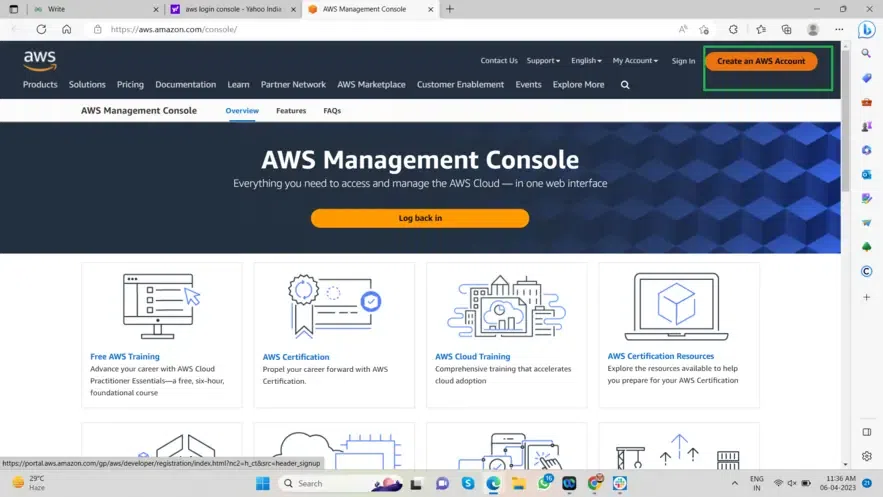 Write
aws login console - Yahoo India
AWS Management Console
https://aws.amazon.com/console/
aws
Contact Us Support English My Account Sign In Create an AWS Account
Products Solutions Pricing Documentation Learn Partner Network AWS Marketplace Customer Enablement Events Explore More
AWS Management Console Overview Features FAQs
AWS Management Console
Everything you need to access and manage the AWS Cloud — in one web interface
Log back in
Free AWS Training
Advance your career with AWS Cloud
Practitioner Essentials—a free, six-hour,
foundational course
AWS Certification
Propel your career forward with AWS
Certification.
AWS Cloud Training
Comprehensive training that accelerates
cloud adoption
AWS Certification Resources
Explore the resources available to help
you prepare for your AWS Certification
https://portal.aws.amazon.com/gp/aws/developer/registration/index.html?nc2=h_ct&src=header_signup
29°C
Haze
Search
16
ENG
IN
11:36 AM
06-04-2023
21